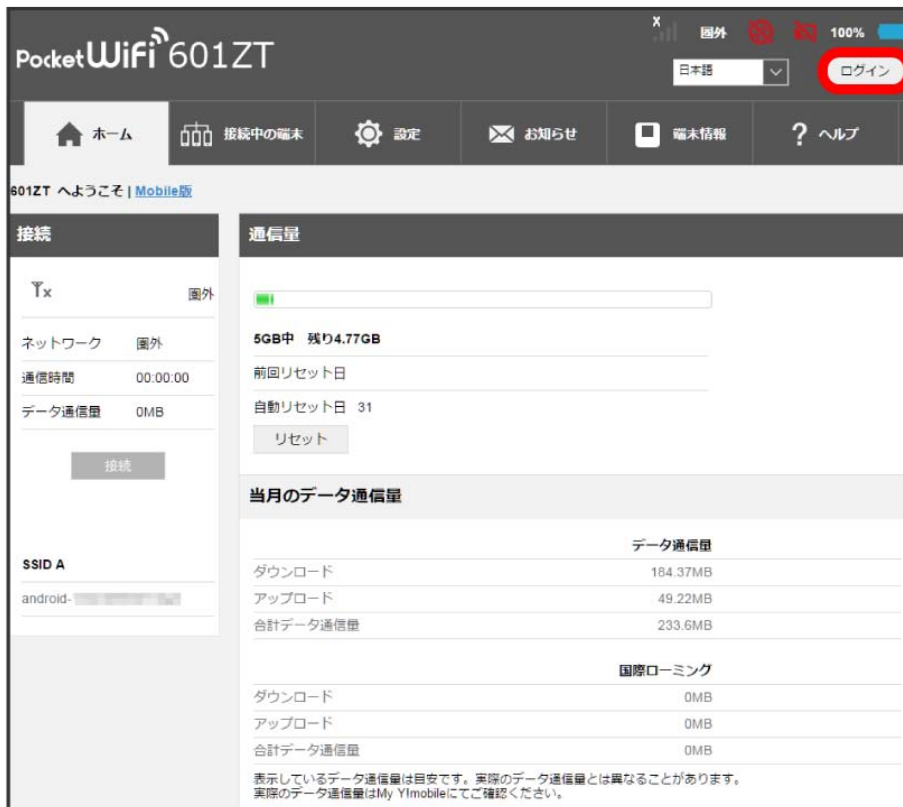 圏外 100%
Pocket WiFi 601ZT
日本語 ログイン
ホーム 接続中の端末 設定 お知らせ 端末情報 ? ヘルプ
601ZT へようこそ | Mobile版
接続
圏外
ネットワーク 圏外
通信時間 00:00:00
データ通信量 0MB
接続
SSID A
android-
通信量
5GB中 残り4.77GB
前回リセット日
自動リセット日 31
リセット
当月のデータ通信量
データ通信量
ダウンロード 184.37MB
アップロード 49.22MB
合計データ通信量 233.6MB
国際ローミング
ダウンロード 0MB
アップロード 0MB
合計データ通信量 0MB
表示しているデータ通信量は目安です。実際のデータ通信量とは異なることがあります。
実際のデータ通信量はMy Y!mobileにてご確認ください。